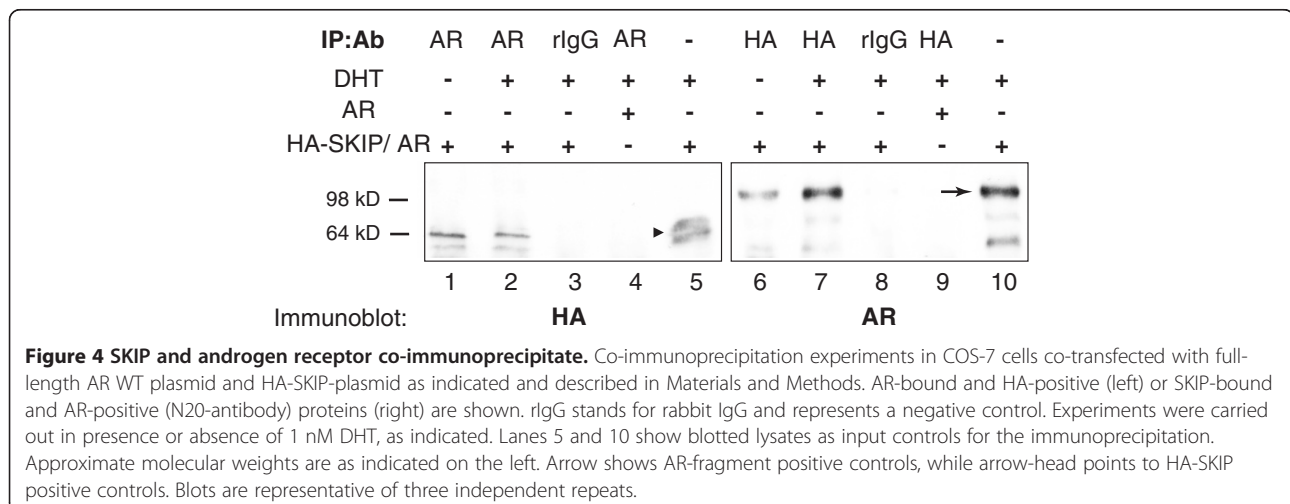 IP:Ab AR AR rIgG AR - HA HA rIgG HA -
DHT - + + + + - + + + +
AR - - - + - - - - + -
HA-SKIP/ AR + + + - + + + + - +
98 kD
64 kD
1 2 3 4 5 6 7 8 9 10
Immunoblot: HA AR
Figure 4 SKIP and androgen receptor co-immunoprecipitate. Co-immunoprecipitation experiments in COS-7 cells co-transfected with full-
length AR WT plasmid and HA-SKIP-plasmid as indicated and described in Materials and Methods. AR-bound and HA-positive (left) or SKIP-bound
and AR-positive (N20-antibody) proteins (right) are shown. rIgG stands for rabbit IgG and represents a negative control. Experiments were carried
out in presence or absence of 1 nM DHT, as indicated. Lanes 5 and 10 show blotted lysates as input controls for the immunoprecipitation.
Approximate molecular weights are as indicated on the left. Arrow shows AR-fragment positive controls, while arrow-head points to HA-SKIP
positive controls. Blots are representative of three independent repeats.